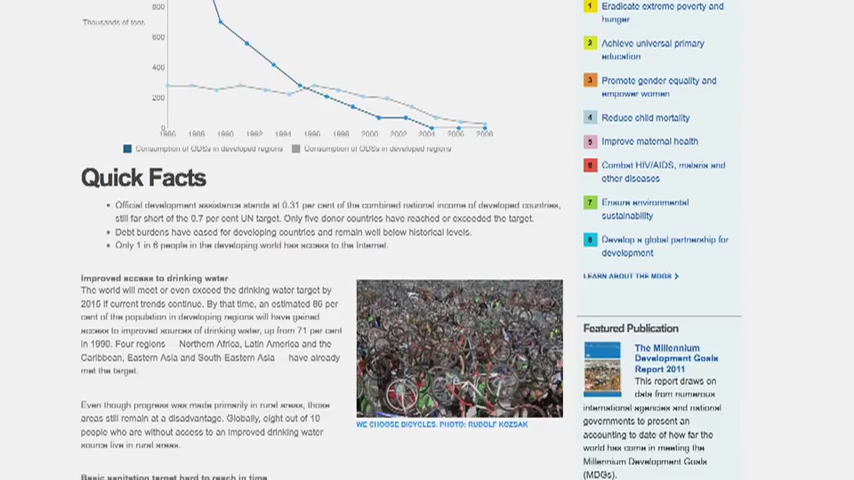 800
Thousands of tons
600
400
200
0
1986 1988 1990 1992 1994 1996 1998 2000 2002 2004 2006 2008
Consumption of ODSs in developed regions
Consumption of ODSs in developed regions
Quick Facts
Official development assistance stands at 0.31 per cent of the combined national income of developed countries,
still far short of the 0.7 per cent UN target. Only five donor countries have reached or exceeded the target.
Debt burdens have eased for developing countries and remain well below historical levels.
Only 1 in 6 people in the developing world has access to the Internet.
Improved access to drinking water
The world will meet or even exceed the drinking water target by
2015 if current trends continue. By that time, an estimated 86 per
cent of the population in developing regions will have gained
access to improved sources of drinking water, up from 71 per cent
in 1990. Four regions — Northern Africa, Latin America and the
Caribbean, Eastern Asia and South-Eastern Asia — have already
met the target.
Even though progress was made primarily in rural areas, those
areas still remain at a disadvantage. Globally, eight out of 10
people who are without access to an improved drinking water
source live in rural areas.
Basic sanitation target hard to reach in time
WE CHOOSE BICYCLES. PHOTO: RUDOLF KOZSAK
1 Eradicate extreme poverty and
hunger
2 Achieve universal primary
education
3 Promote gender equality and
empower women
4 Reduce child mortality
5 Improve maternal health
6 Combat HIV/AIDS, malaria and
other diseases
7 Ensure environmental
sustainability
8 Develop a global partnership for
development
LEARN ABOUT THE MDGS >
Featured Publication
The Millennium
Development Goals
Report 2011
This report draws on
data from numerous
international agencies and national
governments to present an
accounting to date of how far the
world has come in meeting the
Millennium Development Goals
(MDGs).